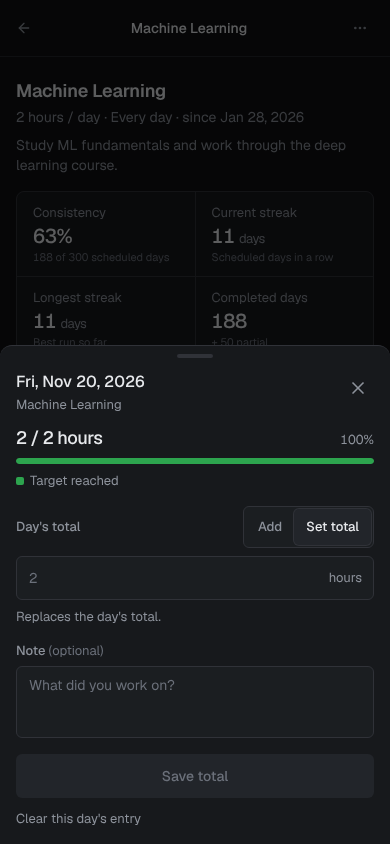 Machine Learning
Machine Learning
2 hours / day · Every day · since Jan 28, 2026
Study ML fundamentals and work through the deep
learning course.
Consistency
63%
188 of 300 scheduled days
Current streak
11 days
Scheduled days in a row
Longest streak
11 days
Best run so far
Completed days
188
+ 50 partial
Fri, Nov 20, 2026
Machine Learning
2 / 2 hours
100%
Target reached
Day's total
Add
Set total
2
hours
Replaces the day's total.
Note (optional)
What did you work on?
Save total
Clear this day's entry